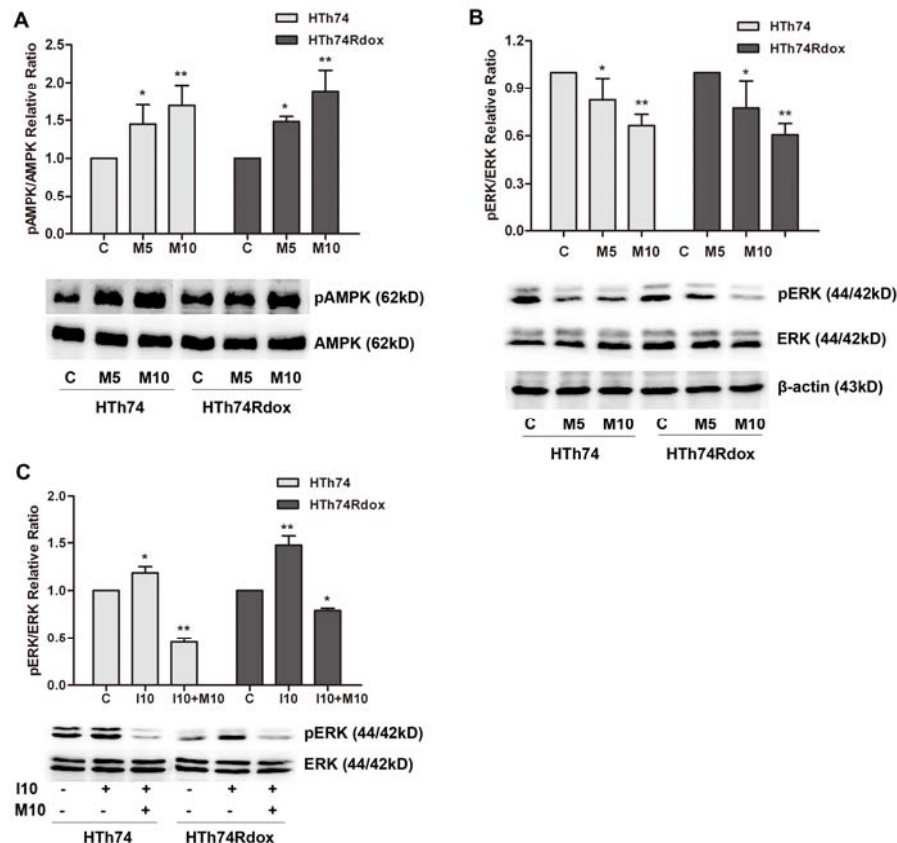 A
HTh74
HTh74Rdox
pAMPK/AMPK Relative Ratio
2.5
2.0
1.5
1.0
0.5
0.0
C M5 M10 C M5 M10
* ** * **
pAMPK (62kD)
AMPK (62kD)
C M5 M10 C M5 M10
HTh74 HTh74Rdox
B
HTh74
HTh74Rdox
pERK/ERK Relative Ratio
1.2
0.9
0.6
0.3
0.0
* ** * **
C M5 M10 C M5 M10
pERK (44/42kD)
ERK (44/42kD)
β-actin (43kD)
C M5 M10 C M5 M10
HTh74 HTh74Rdox
C
HTh74
HTh74Rdox
pERK/ERK Relative Ratio
2.0
1.5
1.0
0.5
0.0
* ** ** *
C I10 I10+M10 C I10 I10+M10
pERK (44/42kD)
ERK (44/42kD)
I10 - + + - + +
M10 - - + - - +
HTh74 HTh74Rdox